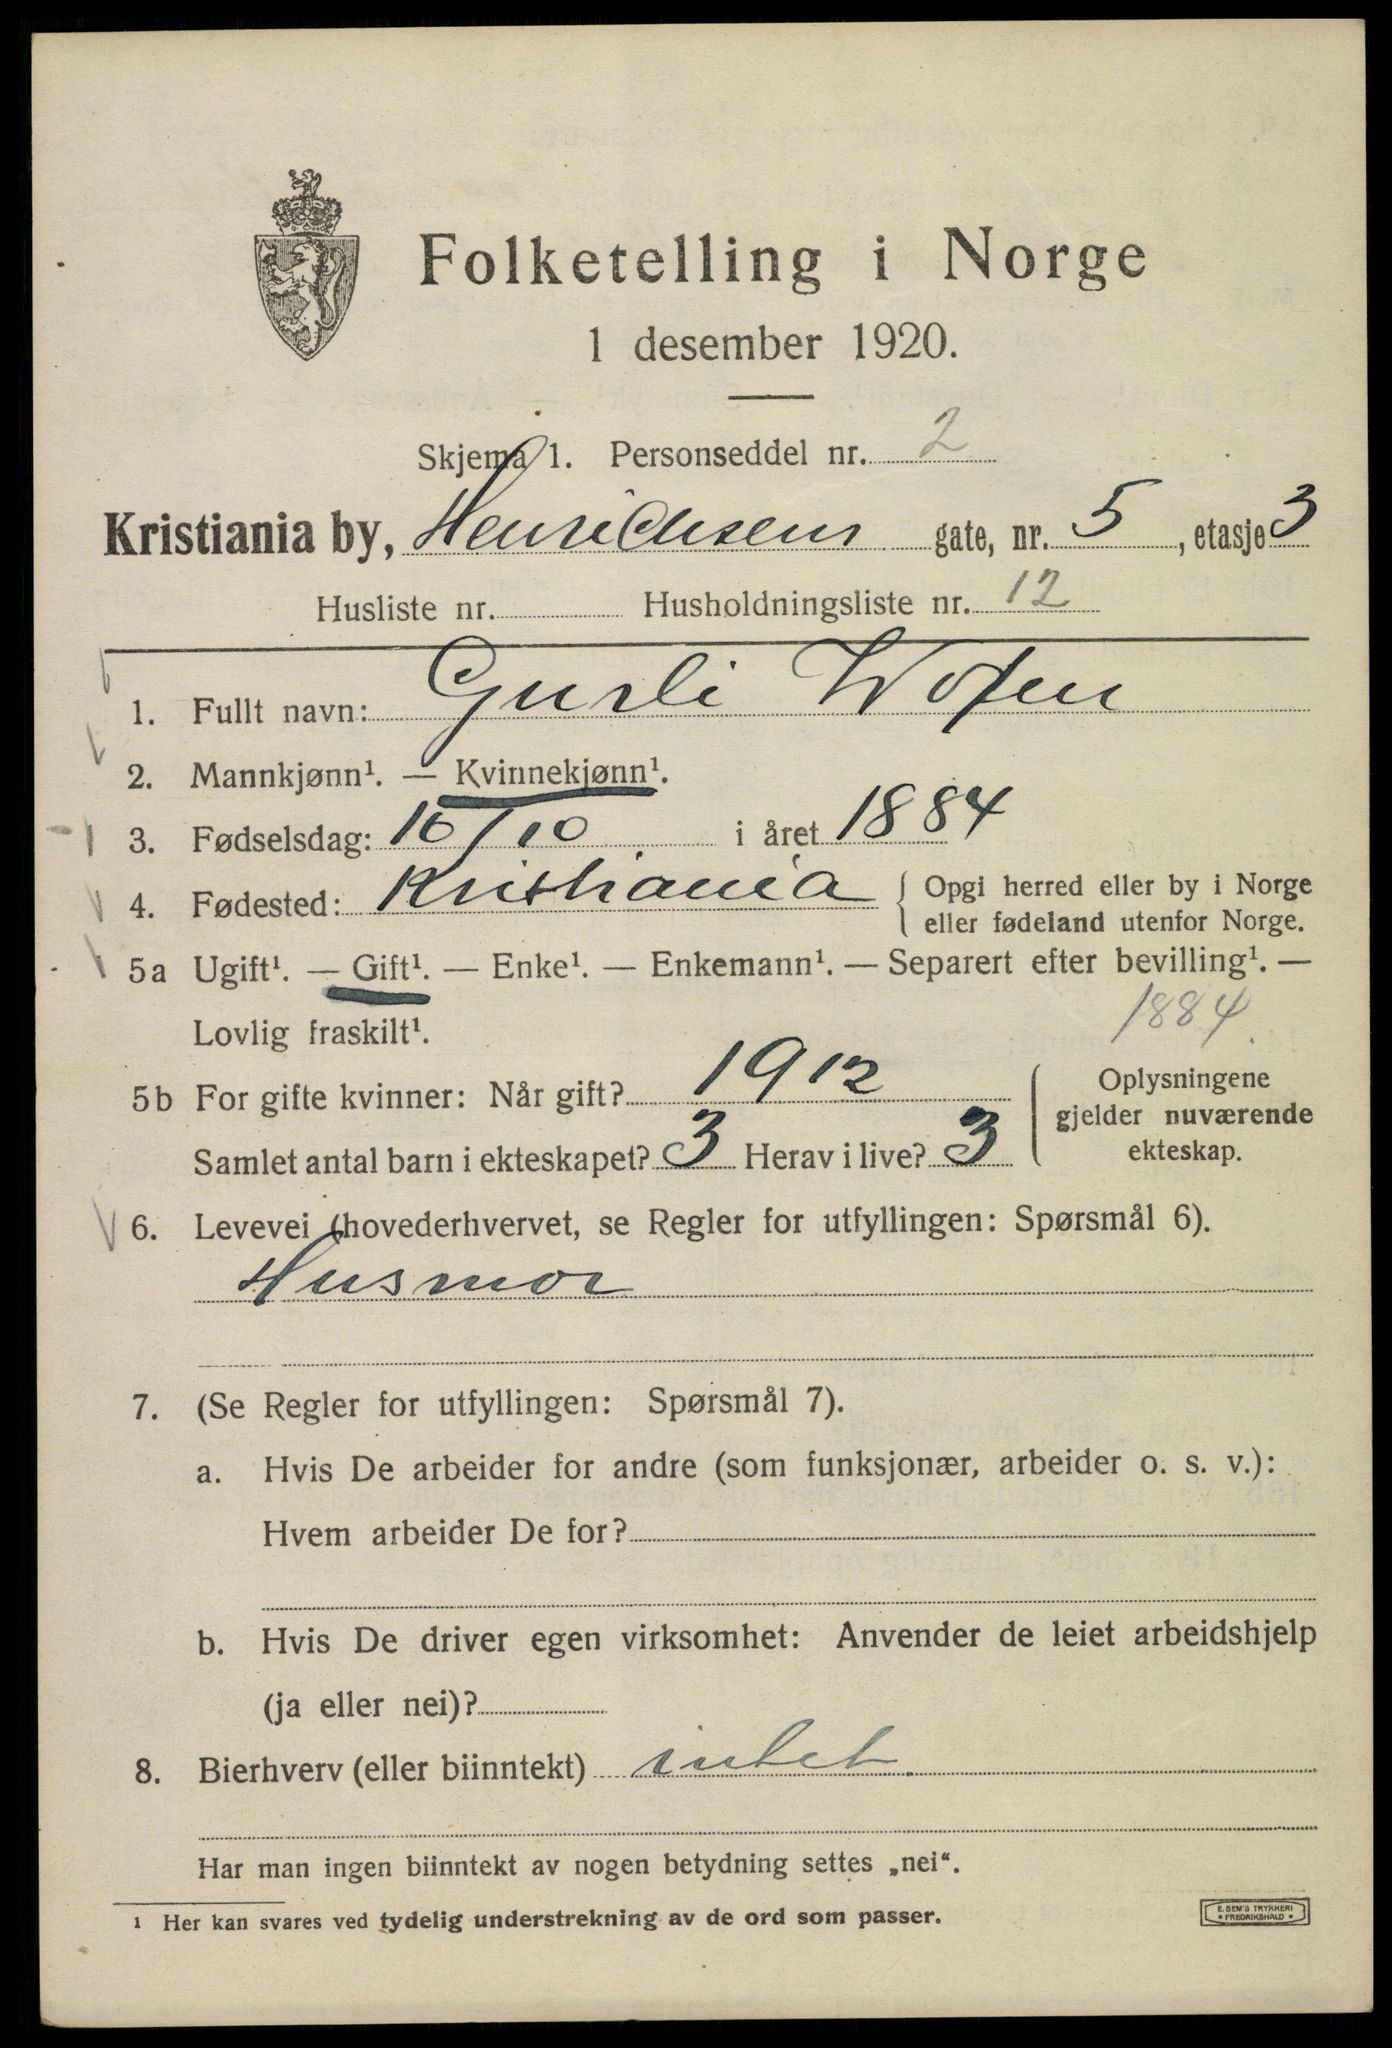 Folketelling i Norge
1 desember 1920.
Skjema 1. Personseddel nr. 2
Kristiania by, Henrichsens gate, nr. 5, etasje 3
Husliste nr. Husholdningsliste nr. 12
1. Fullt navn: Gurli
2. Mannkjønn¹. — Kvinnekjønn¹.
3. Fødselsdag: 16/10 i året 1884
4. Fødested: Kristiania { Opgi herred eller by i Norge
eller fødeland utenfor Norge.
5a Ugift¹. — Gift¹. — Enke¹. — Enkemann¹. — Separert efter bevilling¹. —
Lovlig fraskilt¹. 1884.
5b For gifte kvinner: Når gift? 1912
Samlet antal barn i ekteskapet? 3 Herav i live? 3
Oplysningene
gjelder nuværende
ekteskap.
6. Levevei (hovederhvervet, se Regler for utfyllingen: Spørsmål 6).
Husmor
7. (Se Regler for utfyllingen: Spørsmål 7).
a. Hvis De arbeider for andre (som funksjonær, arbeider o. s. v.):
Hvem arbeider De for?
b. Hvis De driver egen virksomhet: Anvender de leiet arbeidshjelp
(ja eller nei)?
8. Bierhverv (eller biinntekt) intet.
Har man ingen biinntekt av nogen betydning settes „nei“.
¹ Her kan svares ved tydelig understrekning av de ord som passer.
E. SEM'S TRYKKERI
• FREDRIKSHALD •